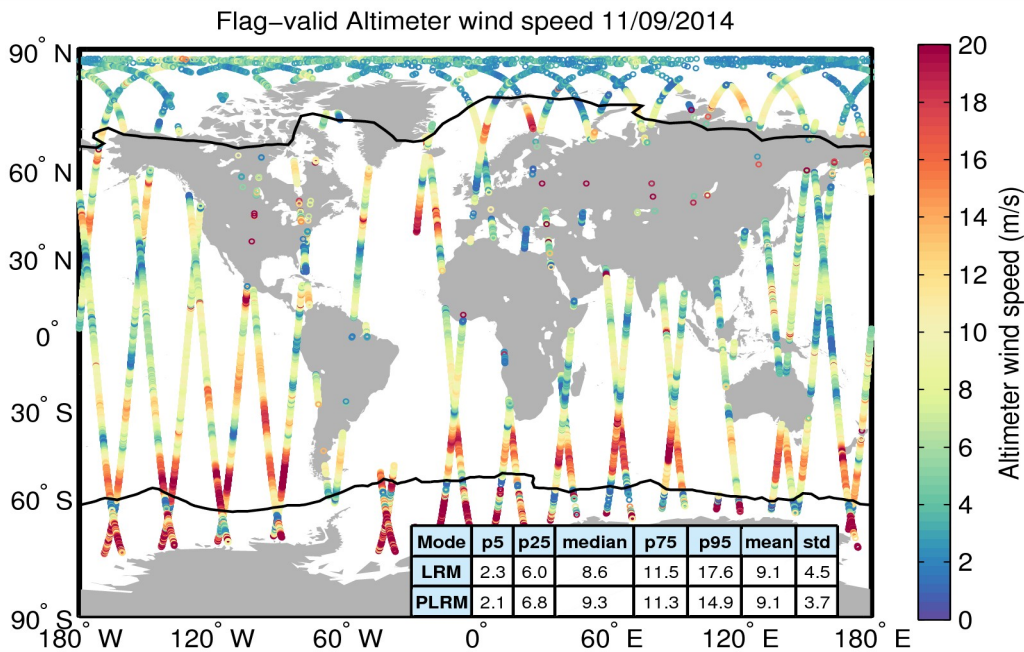 Flag−valid Altimeter wind speed 11/09/2014
90° N
60° N
30° N
0°
30° S
60° S
90° S
180° W
120° W
60° W
0°
60° E
120° E
180° E
Mode p5 p25 median p75 p95 mean std
LRM 2.3 6.0 8.6 11.5 17.6 9.1 4.5
PLRM 2.1 6.8 9.3 11.3 14.9 9.1 3.7
20
18
16
14
12
10
8
6
4
2
0
Altimeter wind speed (m/s)